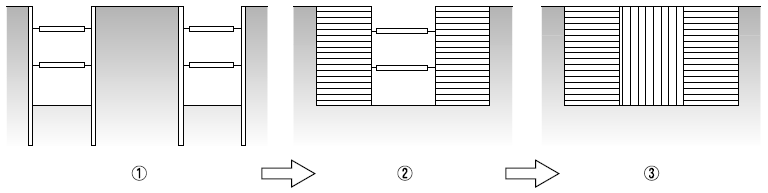 ① ② ③